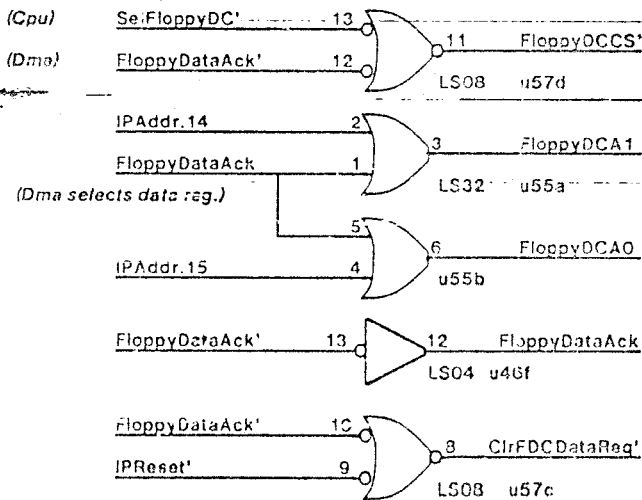 (Cpu) SelFloppyDC' 13
11 FloppyDCCS'
(Dma) FloppyDataAck' 12
LS08 u57d
IPAddr.14 2
3 FloppyDCA1
FloppyDataAck 1
LS32 u55a
(Dma selects data reg.)
5
6 FloppyDCA0
IPAddr.15 4
u55b
FloppyDataAck' 13 12 FloppyDataAck
LS04 u46f
FloppyDataAck' 10
8 ClrFDCDataReq'
IPReset' 9
LS08 u57c